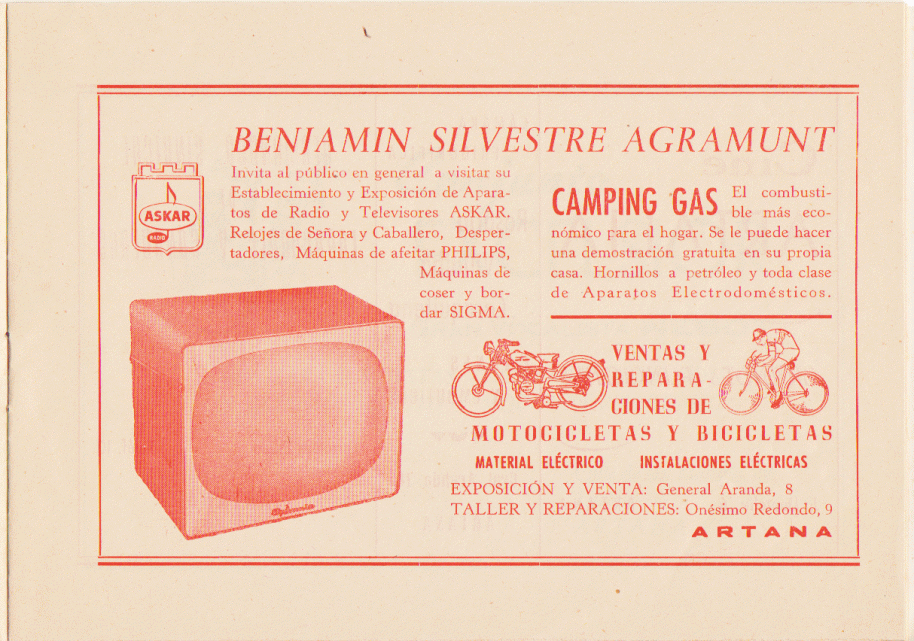 BENJAMIN SILVESTRE AGRAMUNT
ASKAR
RADIO
Invita al público en general a visitar su
Establecimiento y Exposición de Apara-
tos de Radio y Televisores ASKAR.
Relojes de Señora y Caballero, Desper-
tadores, Máquinas de afeitar PHILIPS,
Máquinas de
coser y bor-
dar SIGMA.
CAMPING GAS El combusti-
ble más eco-
nómico para el hogar. Se le puede hacer
una demostración gratuita en su propia
casa. Hornillos a petróleo y toda clase
de Aparatos Electrodomésticos.
VENTAS Y
REPARA-
CIONES DE
MOTOCICLETAS Y BICICLETAS
MATERIAL ELÉCTRICO INSTALACIONES ELÉCTRICAS
EXPOSICIÓN Y VENTA: General Aranda, 8
TALLER Y REPARACIONES: Onésimo Redondo, 9
ARTANA